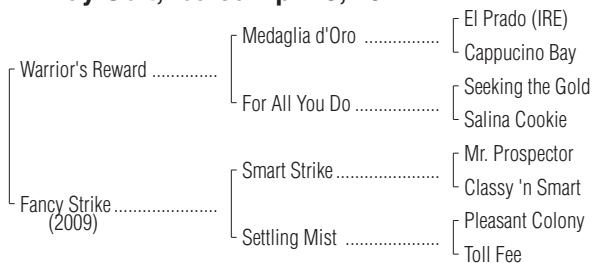 El Prado (IRE)
Medaglia d'Oro ...............
Cappucino Bay
Warrior's Reward .............
Seeking the Gold
For All You Do ..................
Salina Cookie
Mr. Prospector
Smart Strike ......................
Classy 'n Smart
Fancy Strike .....................
(2009)
Pleasant Colony
Settling Mist ....................
Toll Fee